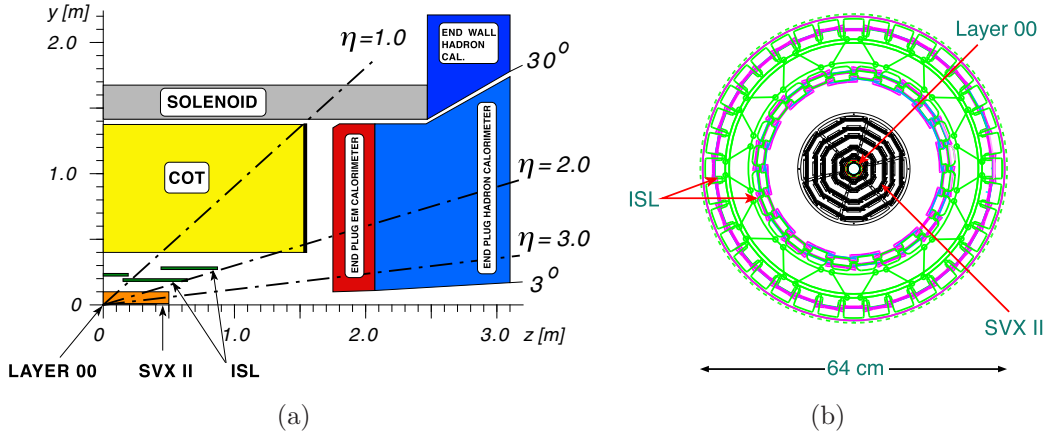 y [m]
2.0
1.0
0
η=1.0
END WALL
HADRON
CAL.
30°
SOLENOID
COT
END PLUG EM CALORIMETER
END PLUG HADRON CALORIMETER
η=2.0
η=3.0
3°
0
1.0
2.0
3.0
z [m]
LAYER 00
SVX II
ISL
(a)
Layer 00
ISL
SVX II
64 cm
(b)